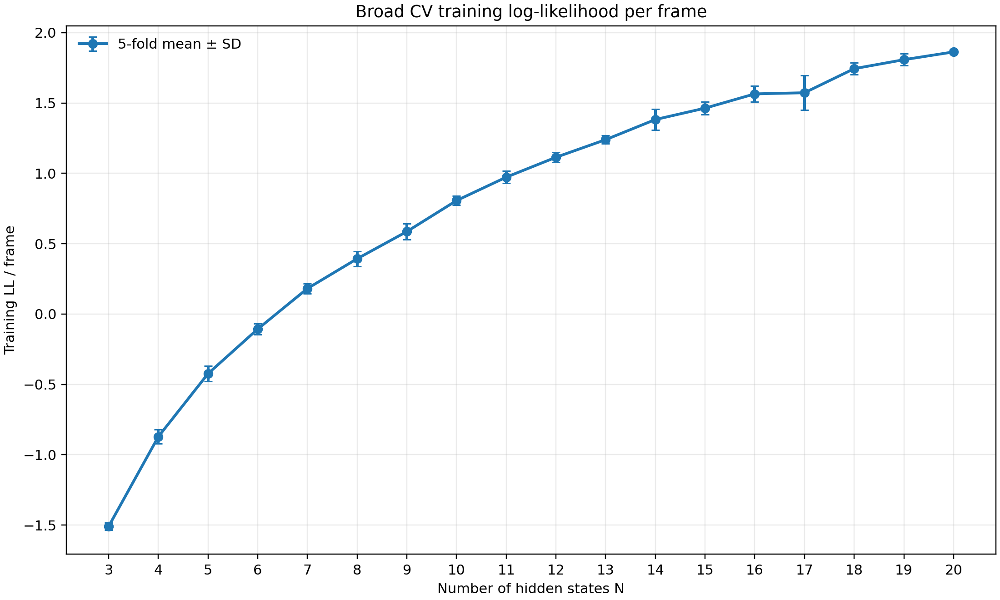 Broad CV training log-likelihood per frame
5-fold mean ± SD
Training LL / frame
2.0
1.5
1.0
0.5
0.0
−0.5
−1.0
−1.5
3 4 5 6 7 8 9 10 11 12 13 14 15 16 17 18 19 20
Number of hidden states N